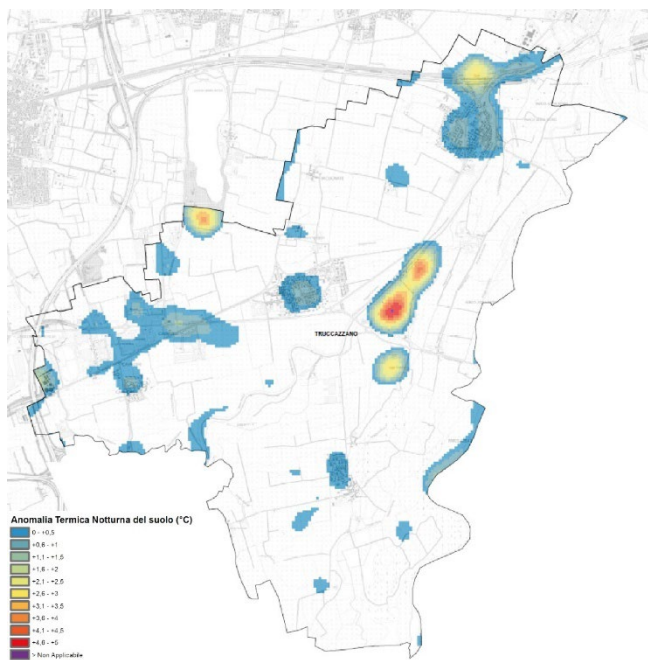 TRUCCAZZANO
Anomalia Termica Notturna del suolo (°C)
0 - +0,5
+0,6 - +1
+1,1 - +1,5
+1,6 - +2
+2,1 - +2,5
+2,6 - +3
+3,1 - +3,5
+3,6 - +4
+4,1 - +4,5
+4,6 - +5
> Non Applicabile